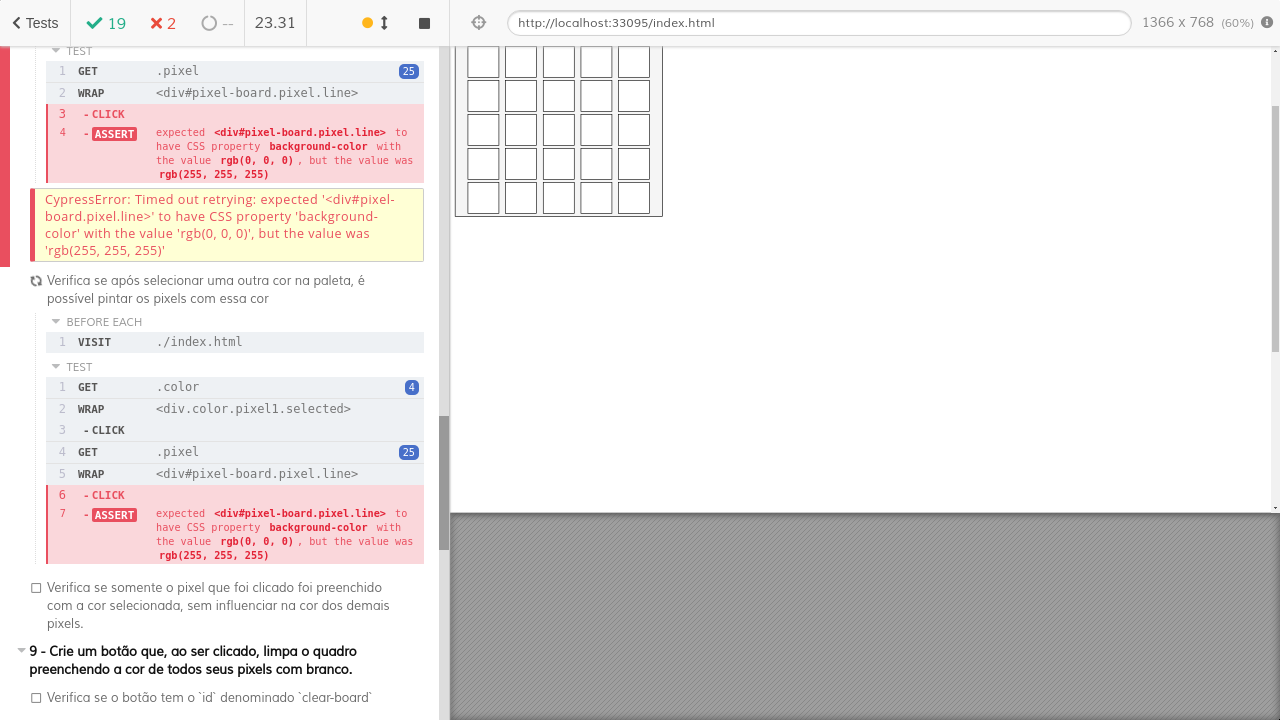 Tests
19
2
--
23.31
http://localhost:33095/index.html
1366 x 768 (60%)
TEST
1 GET .pixel 25
2 WRAP <div#pixel-board.pixel.line>
3 - CLICK
4 - ASSERT expected <div#pixel-board.pixel.line> to
have CSS property background-color with
the value rgb(0, 0, 0), but the value was
rgb(255, 255, 255)
CypressError: Timed out retrying: expected '<div#pixel-
board.pixel.line>' to have CSS property 'background-
color' with the value 'rgb(0, 0, 0)', but the value was
'rgb(255, 255, 255)'
Verifica se após selecionar uma outra cor na paleta, é
possível pintar os pixels com essa cor
BEFORE EACH
1 VISIT ./index.html
TEST
1 GET .color 4
2 WRAP <div.color.pixel1.selected>
3 - CLICK
4 GET .pixel 25
5 WRAP <div#pixel-board.pixel.line>
6 - CLICK
7 - ASSERT expected <div#pixel-board.pixel.line> to
have CSS property background-color with
the value rgb(0, 0, 0), but the value was
rgb(255, 255, 255)
Verifica se somente o pixel que foi clicado foi preenchido
com a cor selecionada, sem influenciar na cor dos demais
pixels.
9 - Crie um botão que, ao ser clicado, limpa o quadro
preenchendo a cor de todos seus pixels com branco.
Verifica se o botão tem o `id` denominado `clear-board`